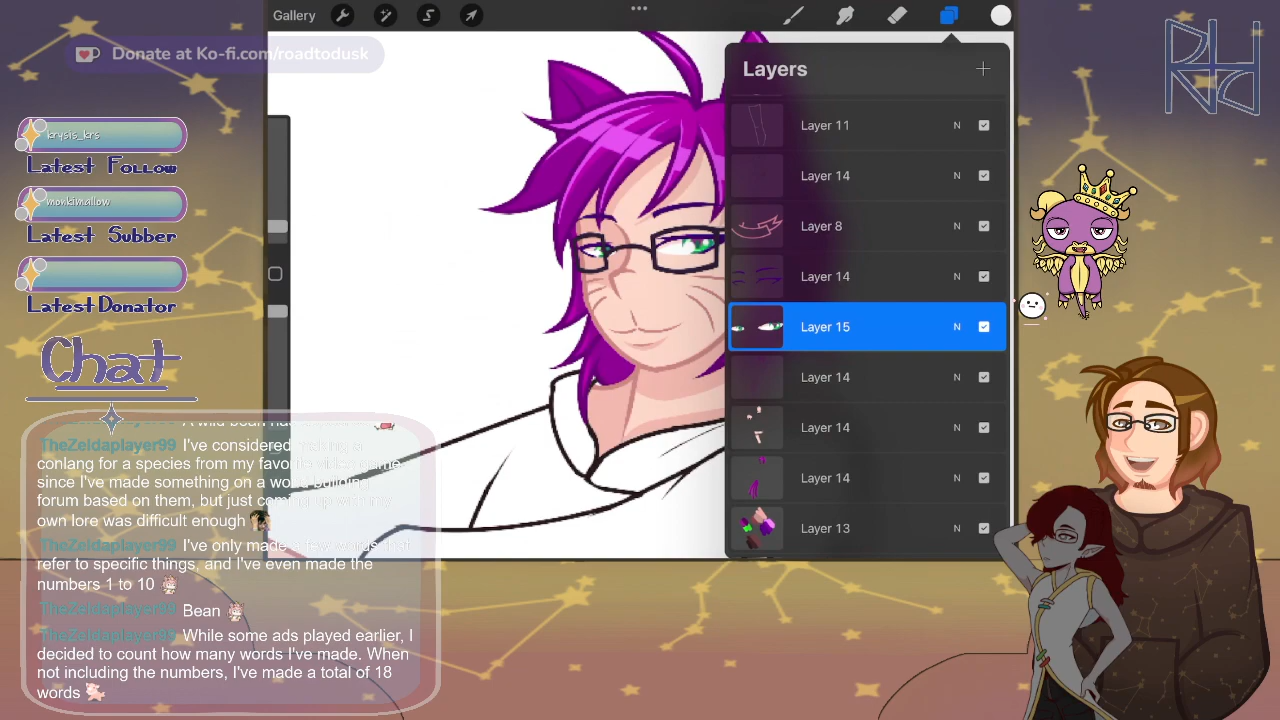 Gallery
Donate at Ko-fi.com/roadtodusk
Layers
Layer 11 N
Layer 14 N
Layer 8 N
Layer 14 N
Layer 15 N
Layer 14 N
Layer 14 N
Layer 14 N
Layer 13 N
krysis_krs
Latest Follow
monkimallow
Latest Subber
Latest Donator
Chat
TheZeldaplayer99 I've considered making a
conlang for a species from my favorite video game
since I've made something on a world building
forum based on them, but just coming up with my
own lore was difficult enough
TheZeldaplayer99 I've only made a few words that
refer to specific things, and I've even made the
numbers 1 to 10
TheZeldaplayer99 Bean
TheZeldaplayer99 While some ads played earlier, I
decided to count how many words I've made. When
not including the numbers, I've made a total of 18
words